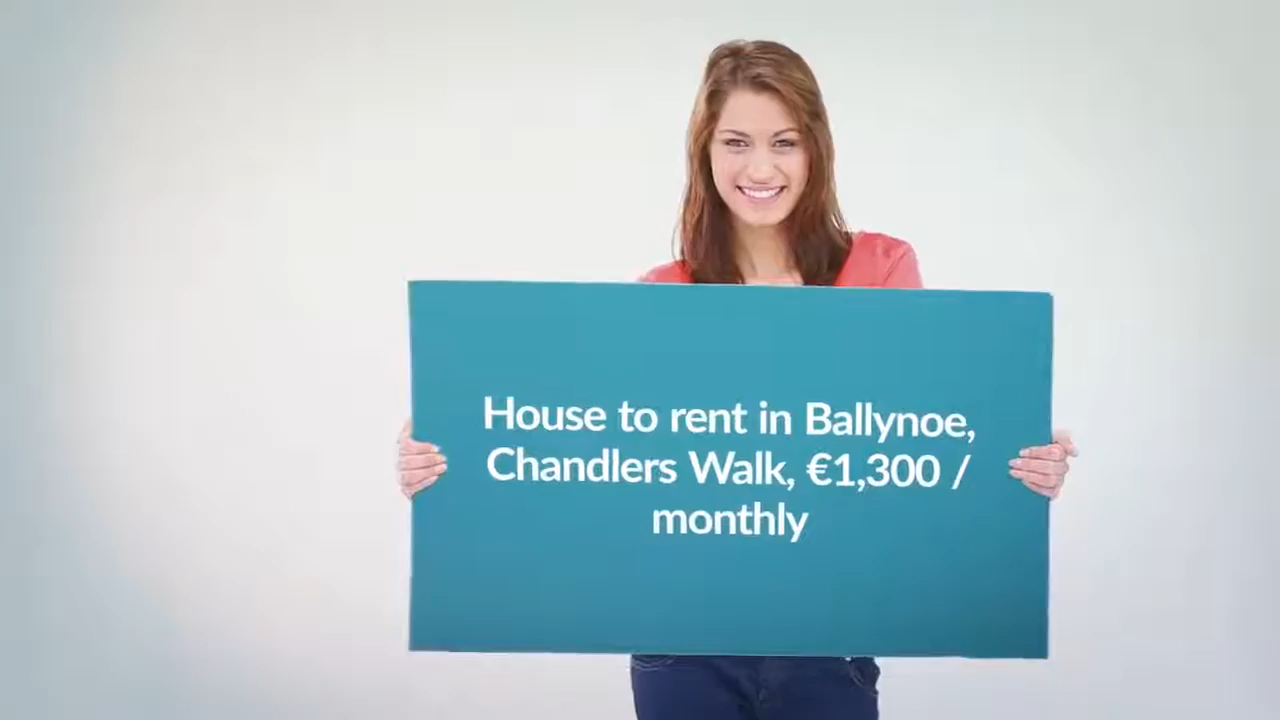 House to rent in Ballynoe,
Chandlers Walk, €1,300 /
monthly